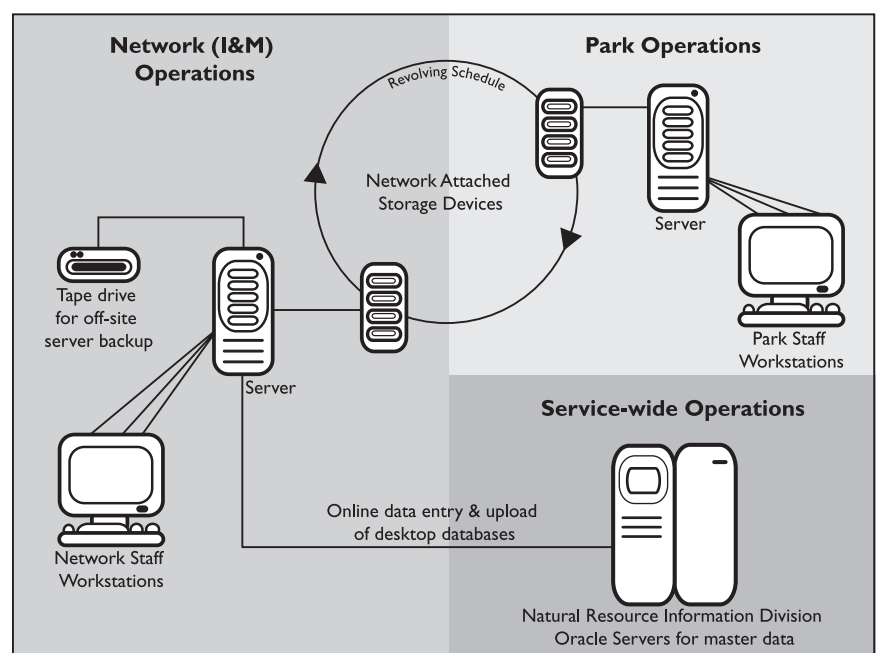 Network (I&M)
Operations
Park Operations
Revolving Schedule
Network Attached
Storage Devices
Server
Park Staff
Workstations
Tape drive
for off-site
server backup
Server
Network Staff
Workstations
Service-wide Operations
Online data entry & upload
of desktop databases
Natural Resource Information Division
Oracle Servers for master data